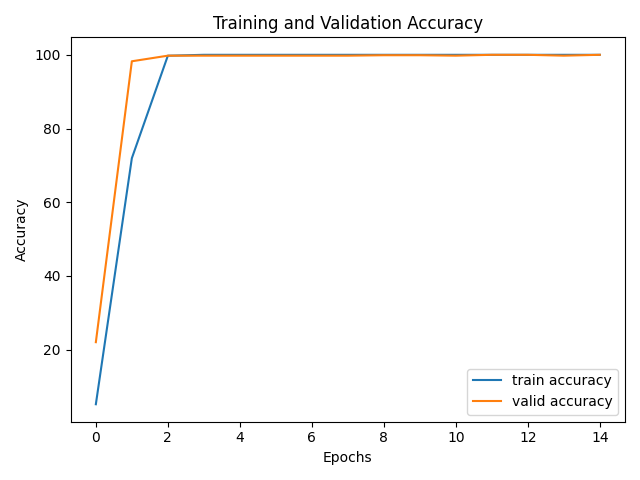 Training and Validation Accuracy
Accuracy
100
80
60
40
20
train accuracy
valid accuracy
0 2 4 6 8 10 12 14
Epochs